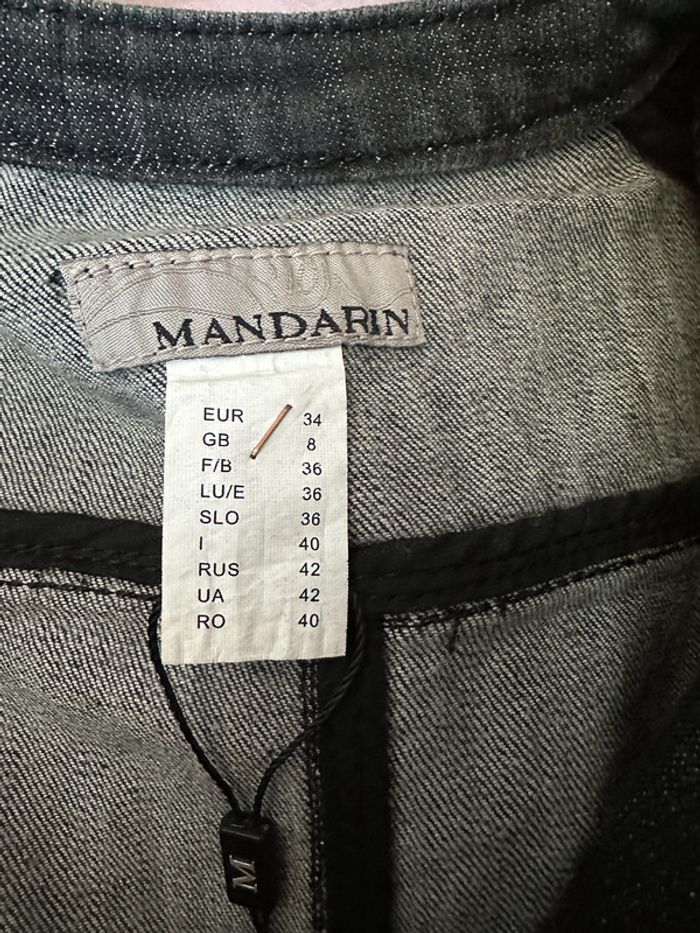 MANDARIN
EUR 34
GB 8
F/B 36
LU/E 36
SLO 36
I 40
RUS 42
UA 42
RO 40
M